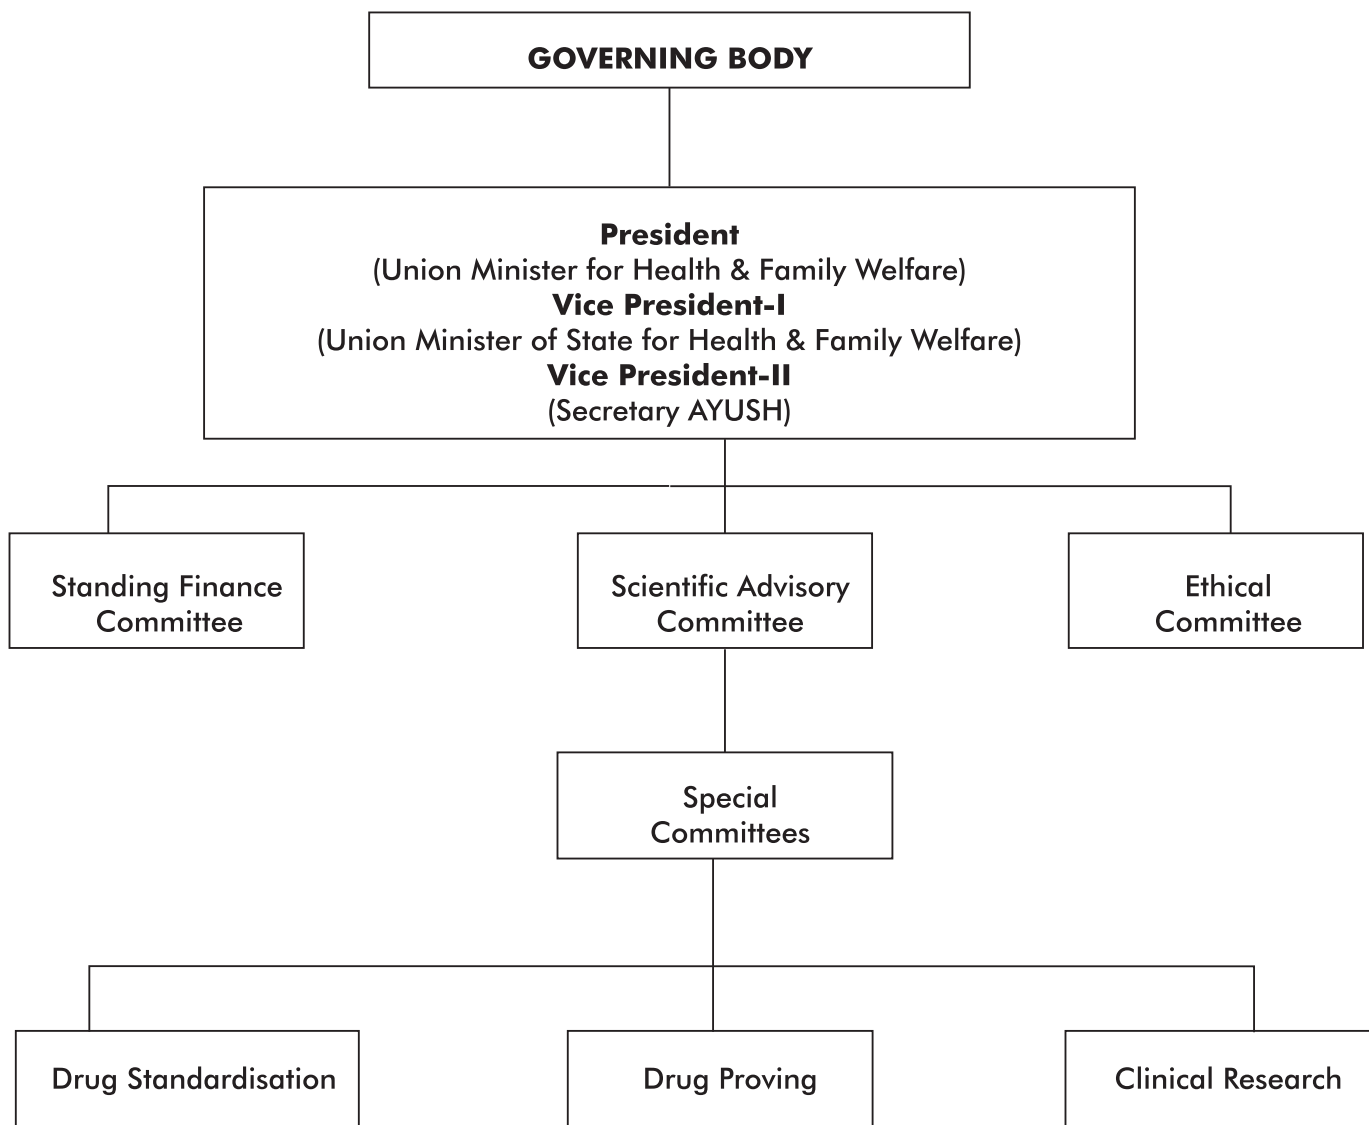 GOVERNING BODY
President
(Union Minister for Health & Family Welfare)
Vice President-I
(Union Minister of State for Health & Family Welfare)
Vice President-II
(Secretary AYUSH)
Standing Finance
Committee
Scientific Advisory
Committee
Ethical
Committee
Special
Committees
Drug Standardisation
Drug Proving
Clinical Research